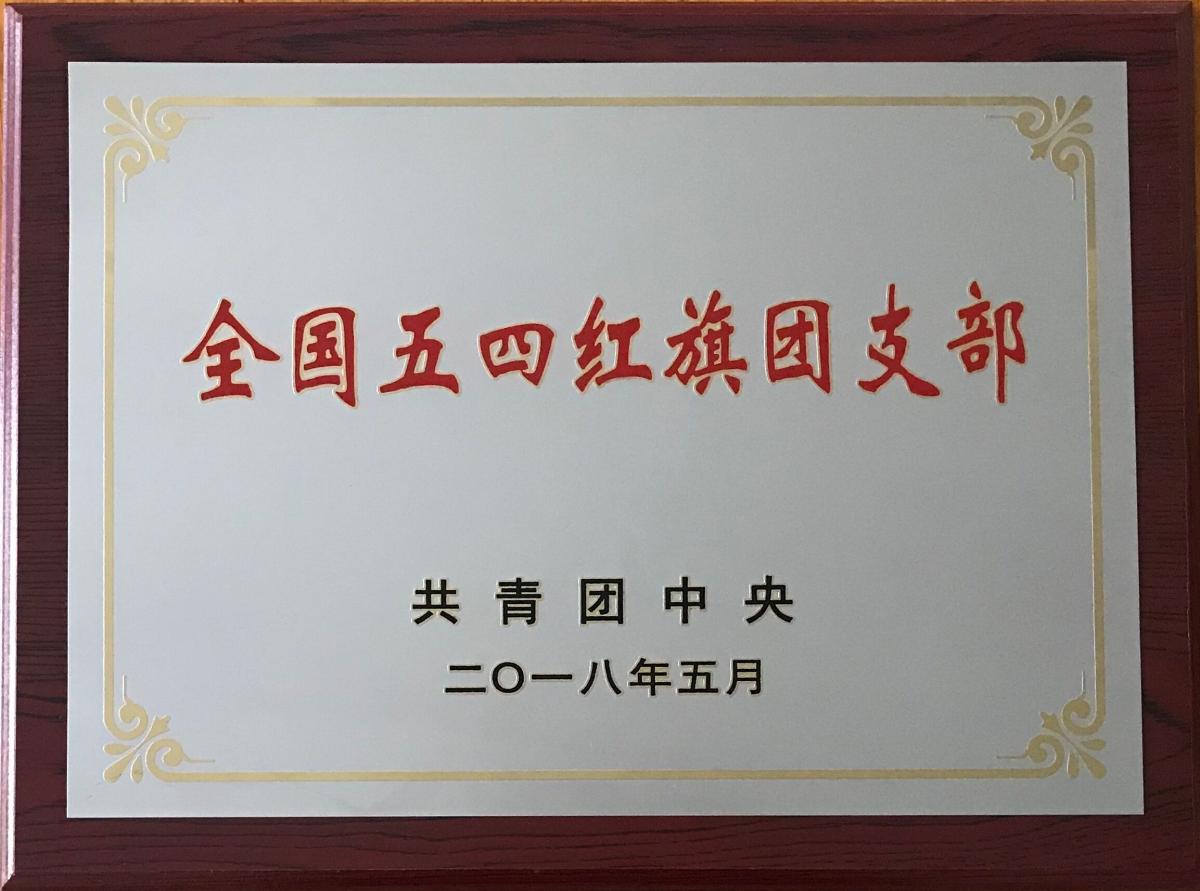 全国五四红旗团支部
共青团中央
二〇一八年五月